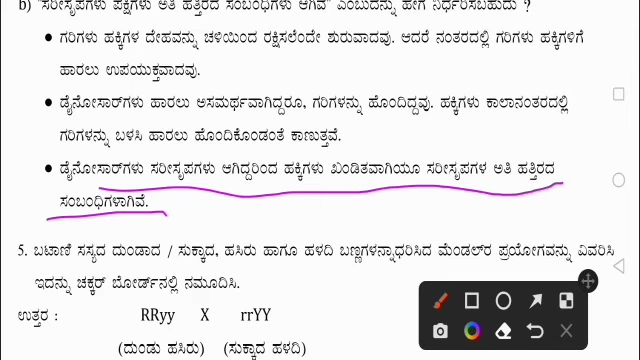 b) "ಸರೀಸೃಪಗಳು ಪಕ್ಷಿಗಳು ಅತಿ ಹತ್ತಿರದ ಸಂಬಂಧಿಗಳು ಆಗಿವೆ" ಎಂಬುದನ್ನು ಹೇಗೆ ನಿರ್ಧರಿಸಬಹುದು ?
• ಗರಿಗಳು ಹಕ್ಕಿಗಳ ದೇಹವನ್ನು ಚಳಿಯಿಂದ ರಕ್ಷಿಸಲೆಂದೇ ಶುರುವಾದವು. ಆದರೆ ನಂತರದಲ್ಲಿ ಗರಿಗಳು ಹಕ್ಕಿಗಳಿಗೆ
ಹಾರಲು ಉಪಯುಕ್ತವಾದವು.
• ಡೈನೋಸಾರ್‌ಗಳು ಹಾರಲು ಅಸಮರ್ಥವಾಗಿದ್ದರೂ, ಗರಿಗಳನ್ನು ಹೊಂದಿದ್ದವು. ಹಕ್ಕಿಗಳು ಕಾಲಾನಂತರದಲ್ಲಿ
ಗರಿಗಳನ್ನು ಬಳಸಿ ಹಾರಲು ಹೊಂದಿಕೊಂಡಂತೆ ಕಾಣುತ್ತವೆ.
• ಡೈನೋಸಾರ್‌ಗಳು ಸರೀಸೃಪಗಳು ಆಗಿದ್ದರಿಂದ ಹಕ್ಕಿಗಳು ಖಂಡಿತವಾಗಿಯೂ ಸರೀಸೃಪಗಳ ಅತಿ ಹತ್ತಿರದ
ಸಂಬಂಧಿಗಳಾಗಿವೆ.
5. ಬಟಾಣಿ ಸಸ್ಯದ ದುಂಡಾದ / ಸುಕ್ಕಾದ, ಹಸಿರು ಹಾಗೂ ಹಳದಿ ಬಣ್ಣಗಳನ್ನಾಧರಿಸಿದ ಮೆಂಡಲ್‌ರ ಪ್ರಯೋಗವನ್ನು ವಿವರಿಸಿ
ಇದನ್ನು ಚಕ್ಕರ್ ಬೋರ್ಡ್‌ನಲ್ಲಿ ನಮೂದಿಸಿ.
ಉತ್ತರ : RRyy X rrYY
(ದುಂಡು ಹಸಿರು) (ಸುಕ್ಕಾದ ಹಳದಿ)